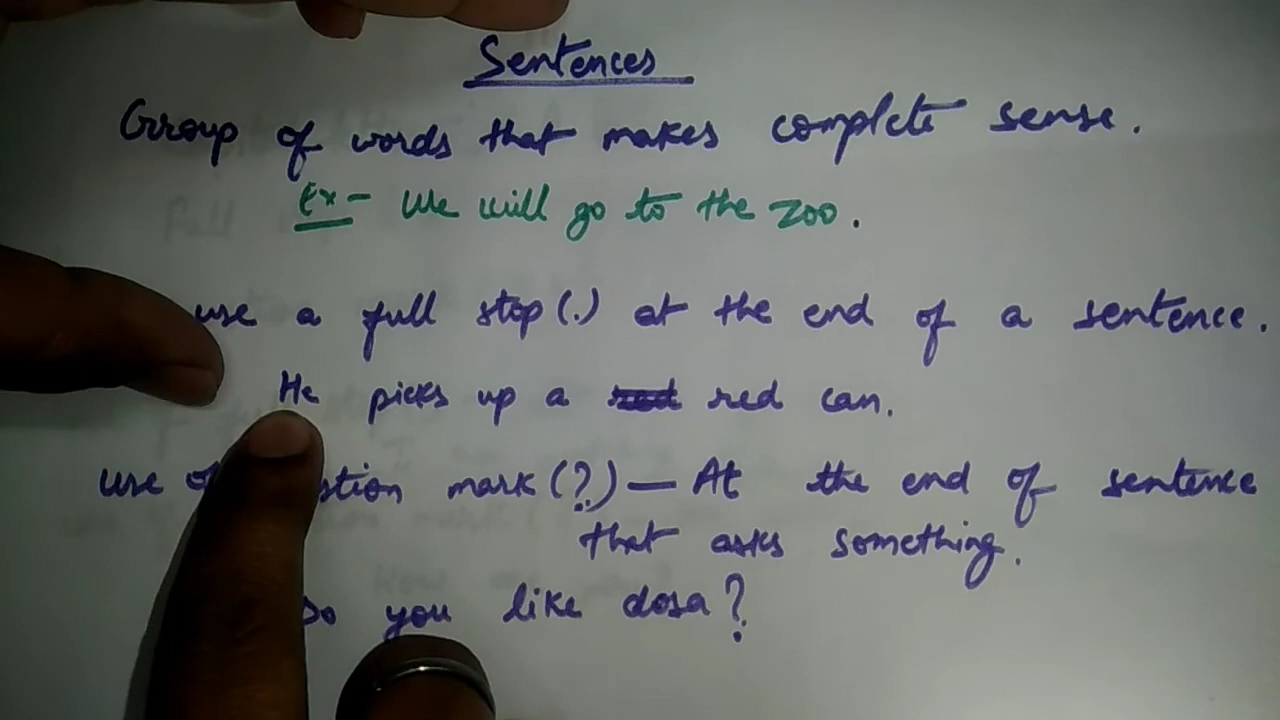 Sentences
Group of words that makes complete sense.
Ex - We will go to the zoo.
use a full stop (.) at the end of a sentence.
He picks up a red can.
use of stion mark (?) — At the end of sentence
that asks something.
you like dosa?